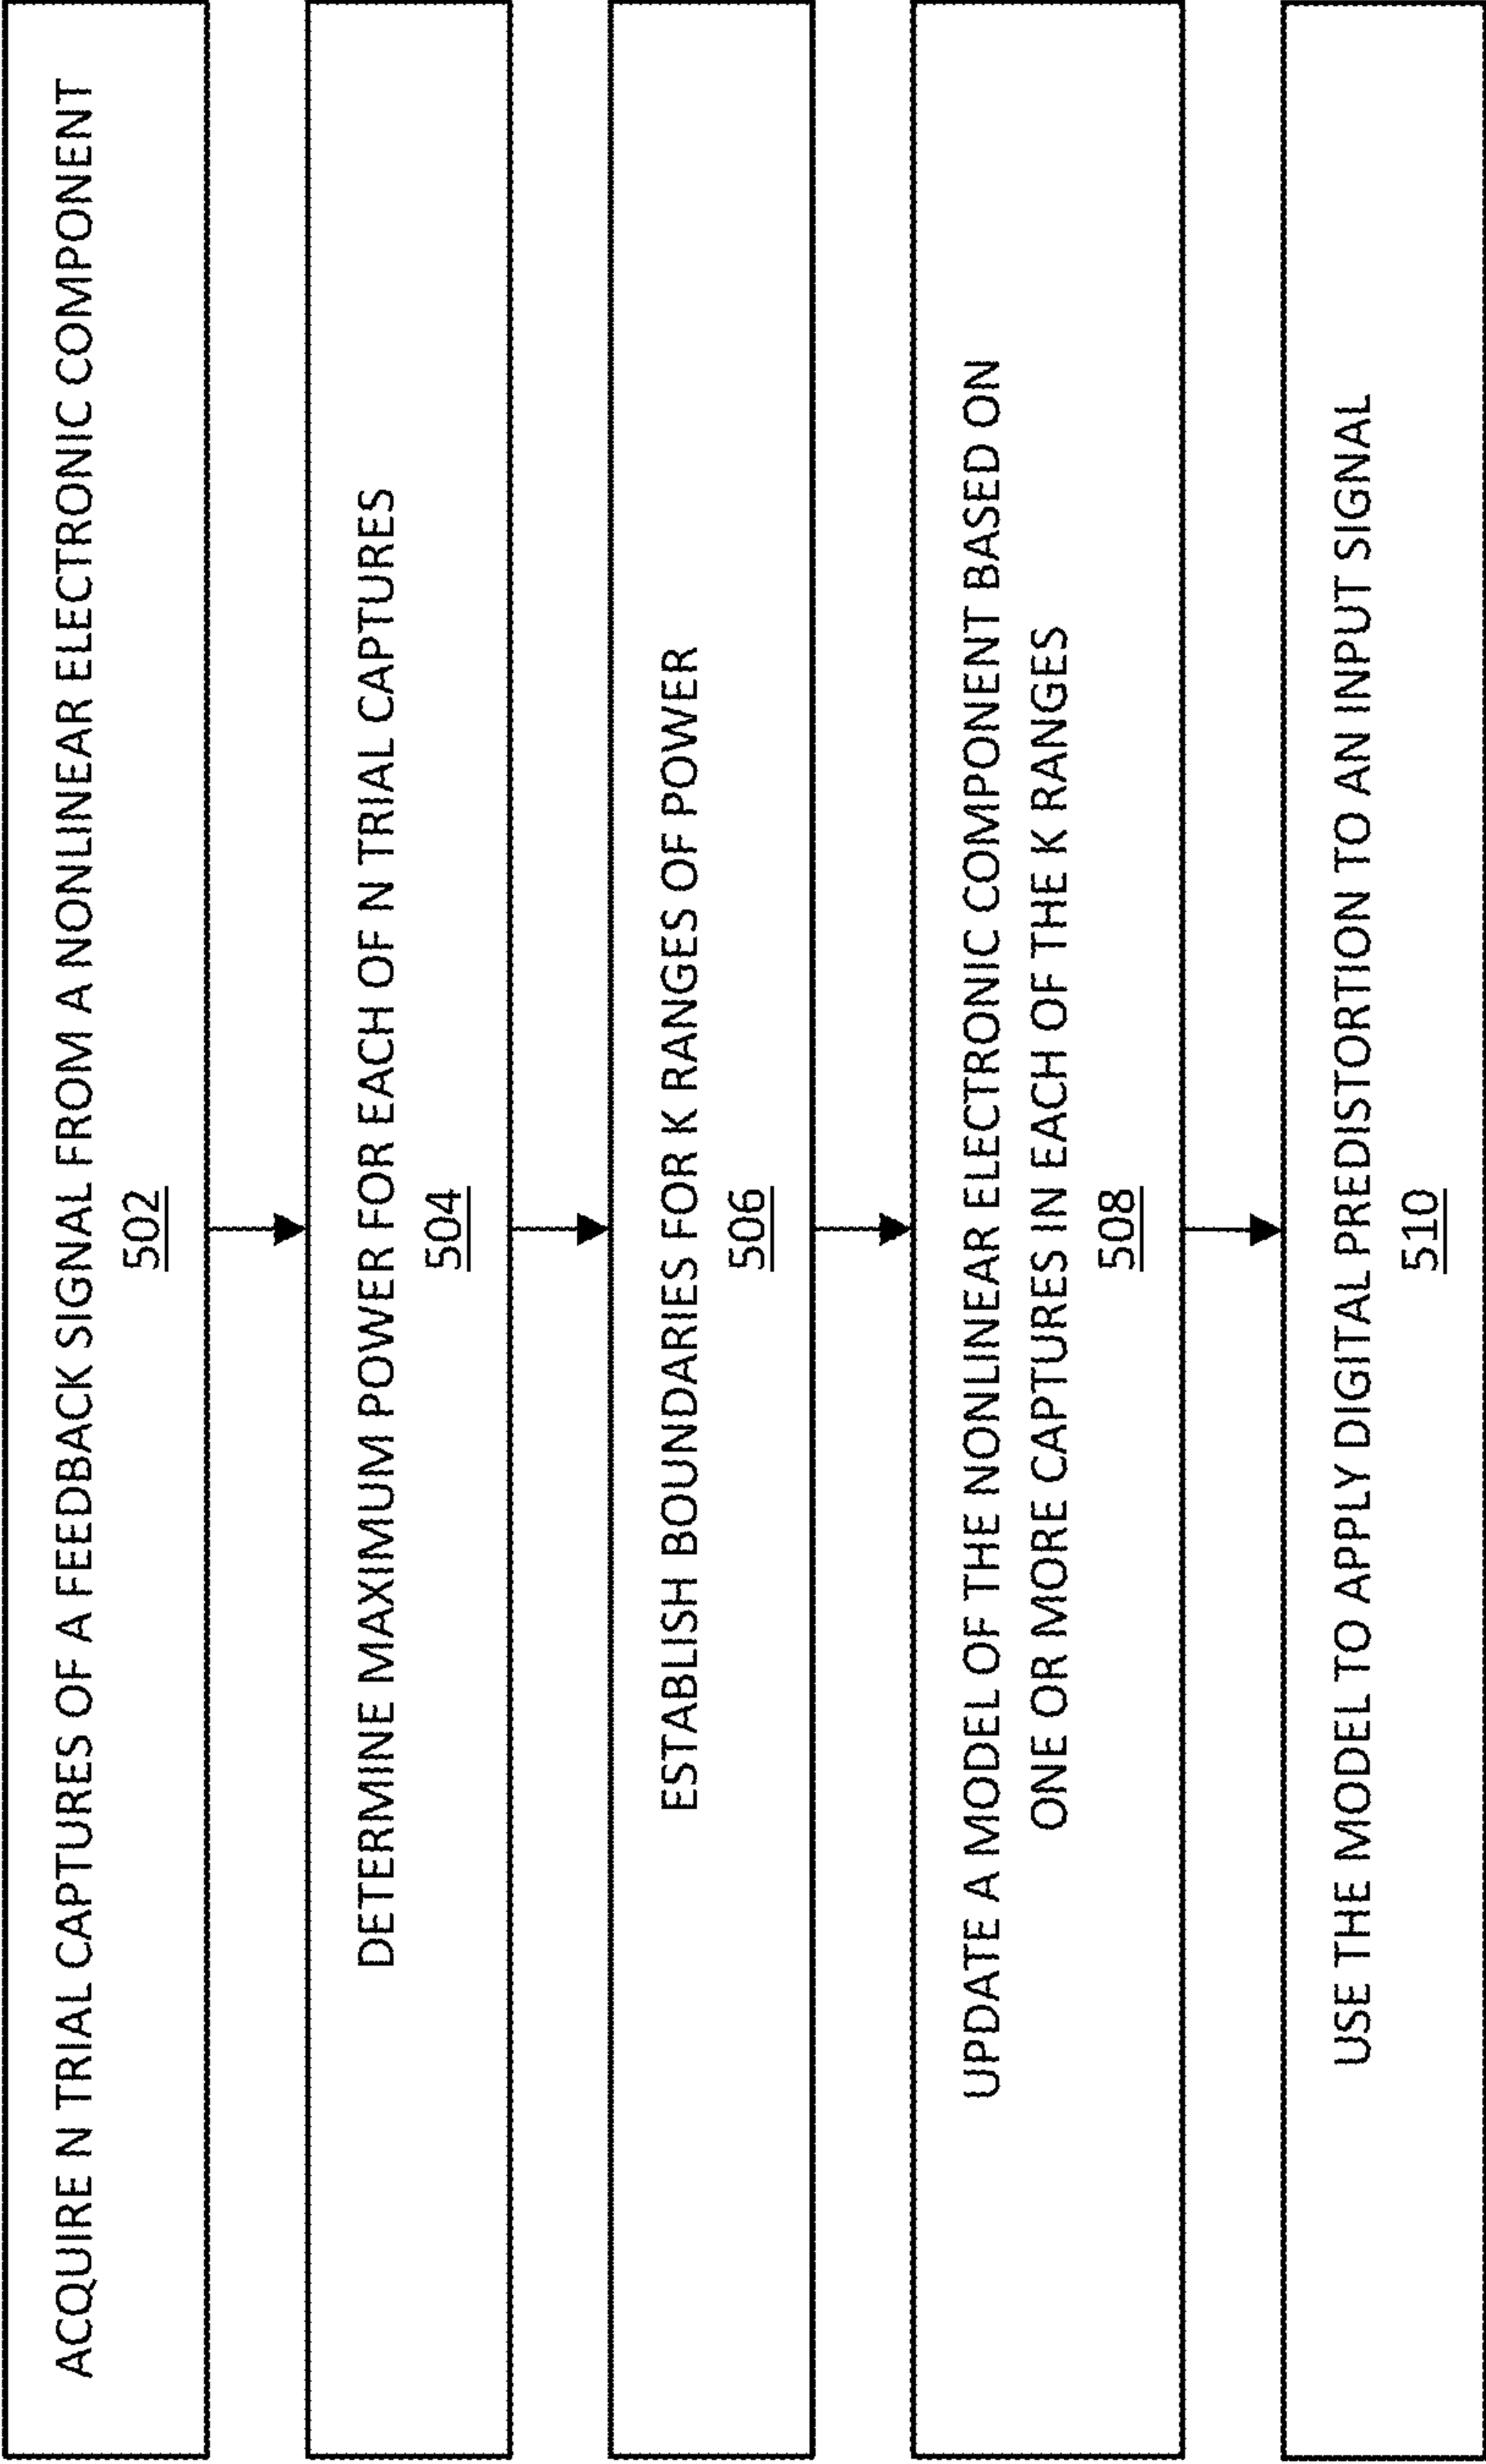 ACQUIRE N TRIAL CAPTURES OF A FEEDBACK SIGNAL FROM A NONLINEAR ELECTRONIC COMPONENT
502
DETERMINE MAXIMUM POWER FOR EACH OF N TRIAL CAPTURES
504
ESTABLISH BOUNDARIES FOR K RANGES OF POWER
506
UPDATE A MODEL OF THE NONLINEAR ELECTRONIC COMPONENT BASED ON
ONE OR MORE CAPTURES IN EACH OF THE K RANGES
508
USE THE MODEL TO APPLY DIGITAL PREDISTORTION TO AN INPUT SIGNAL
510